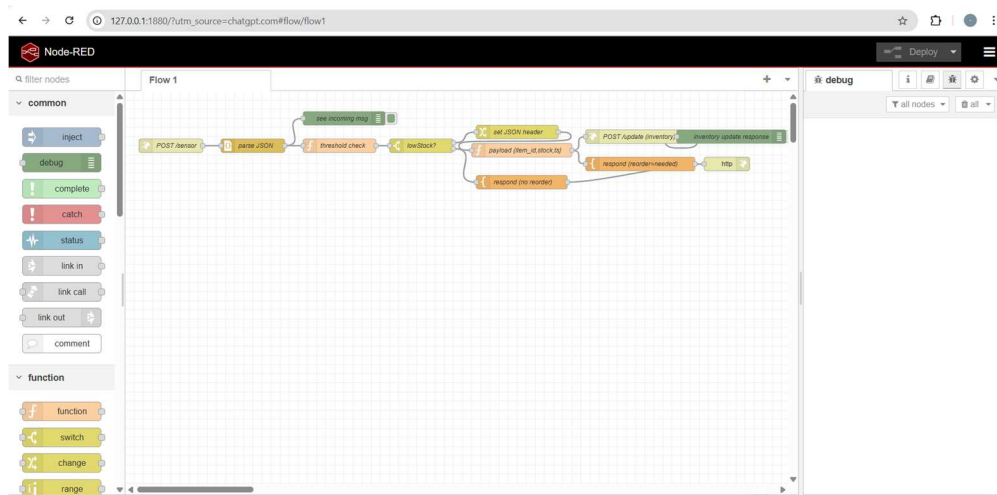 127.0.0.1:1880/?utm_source=chatgpt.com#flow/flow1
Node-RED
Deploy
filter nodes
Flow 1
debug
i
all nodes
all
common
inject
debug
complete
catch
status
link in
link call
link out
comment
function
function
switch
change
range
see incoming msg
POST /sensor
parse JSON
threshold check
lowStock?
set JSON header
payload (item_id,stock,ts)
respond (no reorder)
POST /update (inventory)
inventory update response
respond (reorder=needed)
http